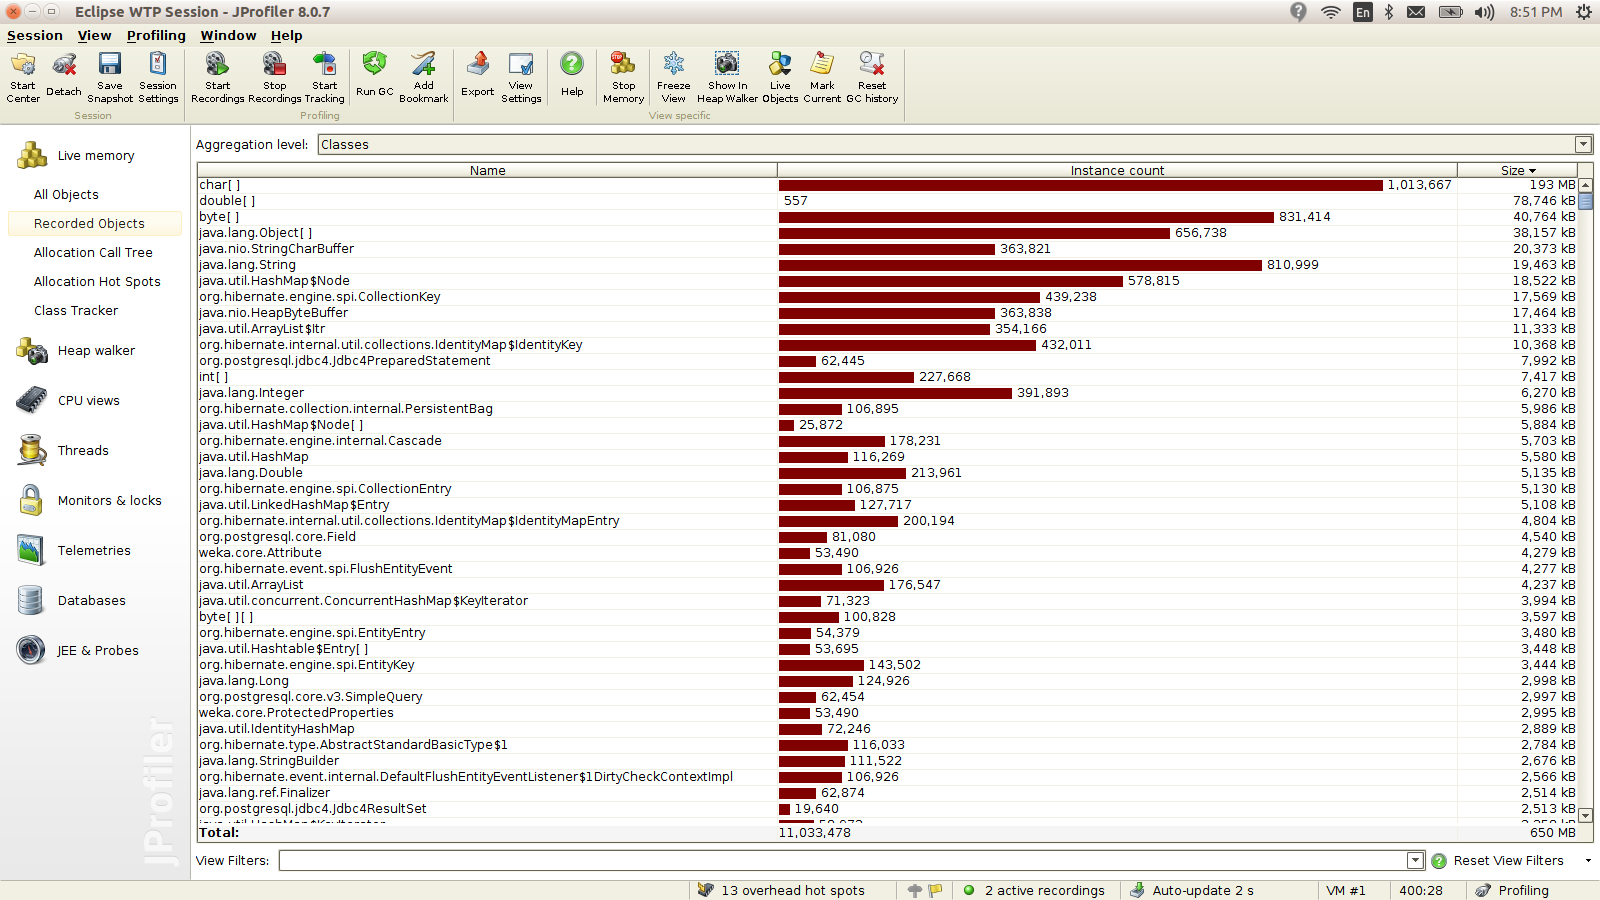 Eclipse WTP Session - JProfiler 8.0.7
En
8:51 PM
Session View Profiling Window Help
Start Center
Detach
Save Snapshot
Session Settings
Start Recordings
Stop Recordings
Start Tracking
Run GC
Add Bookmark
Export
View Settings
Help
Stop Memory
Freeze View
Show In Heap Walker
Live Objects
Mark Current
Reset GC history
Session
Profiling
View specific
Live memory
All Objects
Recorded Objects
Allocation Call Tree
Allocation Hot Spots
Class Tracker
Heap walker
CPU views
Threads
Monitors & locks
Telemetries
Databases
JEE & Probes
JProfiler
Aggregation level: Classes
Name Instance count Size
char[ ] 1,013,667 193 MB
double[ ] 557 78,746 kB
byte[ ] 831,414 40,764 kB
java.lang.Object[ ] 656,738 38,157 kB
java.nio.StringCharBuffer 363,821 20,373 kB
java.lang.String 810,999 19,463 kB
java.util.HashMap$Node 578,815 18,522 kB
org.hibernate.engine.spi.CollectionKey 439,238 17,569 kB
java.nio.HeapByteBuffer 363,838 17,464 kB
java.util.ArrayList$Itr 354,166 11,333 kB
org.hibernate.internal.util.collections.IdentityMap$IdentityKey 432,011 10,368 kB
org.postgresql.jdbc4.Jdbc4PreparedStatement 62,445 7,992 kB
int[ ] 227,668 7,417 kB
java.lang.Integer 391,893 6,270 kB
org.hibernate.collection.internal.PersistentBag 106,895 5,986 kB
java.util.HashMap$Node[ ] 25,872 5,884 kB
org.hibernate.engine.internal.Cascade 178,231 5,703 kB
java.util.HashMap 116,269 5,580 kB
java.lang.Double 213,961 5,135 kB
org.hibernate.engine.spi.CollectionEntry 106,875 5,130 kB
java.util.LinkedHashMap$Entry 127,717 5,108 kB
org.hibernate.internal.util.collections.IdentityMap$IdentityMapEntry 200,194 4,804 kB
org.postgresql.core.Field 81,080 4,540 kB
weka.core.Attribute 53,490 4,279 kB
org.hibernate.event.spi.FlushEntityEvent 106,926 4,277 kB
java.util.ArrayList 176,547 4,237 kB
java.util.concurrent.ConcurrentHashMap$KeyIterator 71,323 3,994 kB
byte[ ][ ] 100,828 3,597 kB
org.hibernate.engine.spi.EntityEntry 54,379 3,480 kB
java.util.Hashtable$Entry[ ] 53,695 3,448 kB
org.hibernate.engine.spi.EntityKey 143,502 3,444 kB
java.lang.Long 124,926 2,998 kB
org.postgresql.core.v3.SimpleQuery 62,454 2,997 kB
weka.core.ProtectedProperties 53,490 2,995 kB
java.util.IdentityHashMap 72,246 2,889 kB
org.hibernate.type.AbstractStandardBasicType$1 116,033 2,784 kB
java.lang.StringBuilder 111,522 2,676 kB
org.hibernate.event.internal.DefaultFlushEntityEventListener$1DirtyCheckContextImpl 106,926 2,566 kB
java.lang.ref.Finalizer 62,874 2,514 kB
org.postgresql.jdbc4.Jdbc4ResultSet 19,640 2,513 kB
java.util.HashMap$KeyIterator
Total: 11,033,478 650 MB
View Filters: Reset View Filters
13 overhead hot spots 2 active recordings Auto-update 2 s VM #1 400:28 Profiling